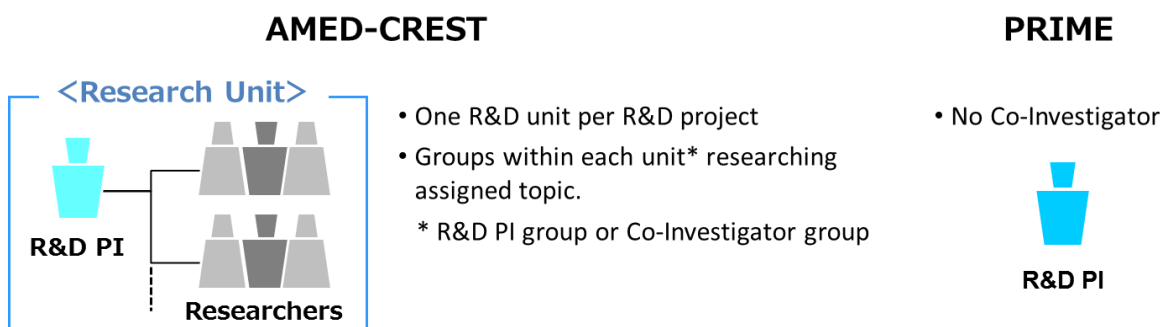 AMED-CREST
<Research Unit>
R&D PI
Researchers
• One R&D unit per R&D project
• Groups within each unit* researching
assigned topic.
* R&D PI group or Co-Investigator group
PRIME
• No Co-Investigator
R&D PI